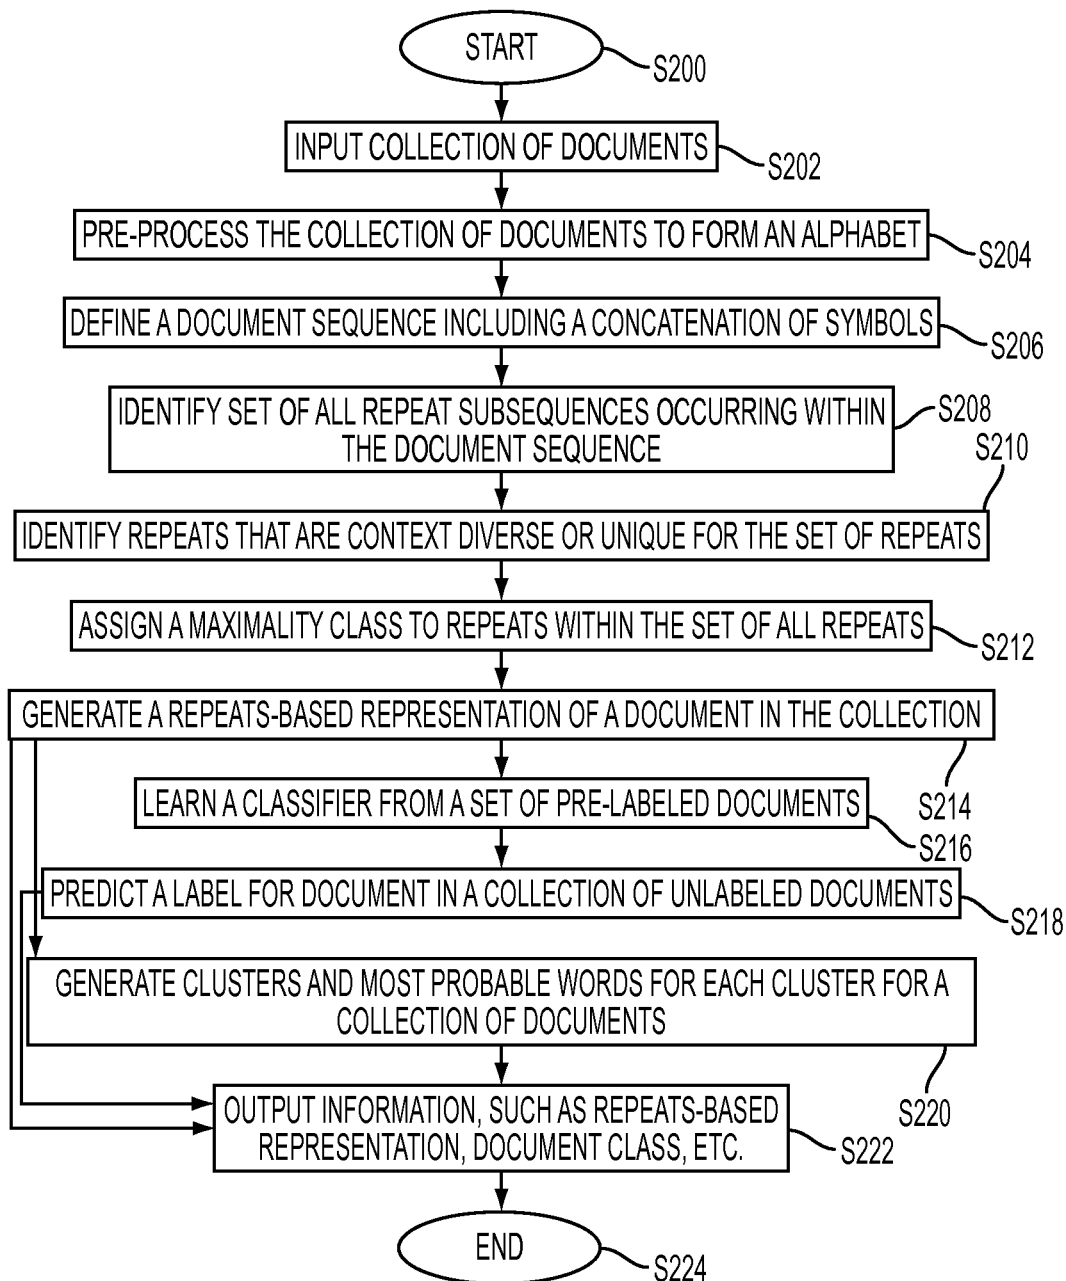 START
S200
INPUT COLLECTION OF DOCUMENTS
S202
PRE-PROCESS THE COLLECTION OF DOCUMENTS TO FORM AN ALPHABET
S204
DEFINE A DOCUMENT SEQUENCE INCLUDING A CONCATENATION OF SYMBOLS
S206
IDENTIFY SET OF ALL REPEAT SUBSEQUENCES OCCURRING WITHIN
THE DOCUMENT SEQUENCE
S208
S210
IDENTIFY REPEATS THAT ARE CONTEXT DIVERSE OR UNIQUE FOR THE SET OF REPEATS
ASSIGN A MAXIMALITY CLASS TO REPEATS WITHIN THE SET OF ALL REPEATS
S212
GENERATE A REPEATS-BASED REPRESENTATION OF A DOCUMENT IN THE COLLECTION
S214
LEARN A CLASSIFIER FROM A SET OF PRE-LABELED DOCUMENTS
S216
PREDICT A LABEL FOR DOCUMENT IN A COLLECTION OF UNLABELED DOCUMENTS
S218
GENERATE CLUSTERS AND MOST PROBABLE WORDS FOR EACH CLUSTER FOR A
COLLECTION OF DOCUMENTS
S220
OUTPUT INFORMATION, SUCH AS REPEATS-BASED
REPRESENTATION, DOCUMENT CLASS, ETC.
S222
END
S224